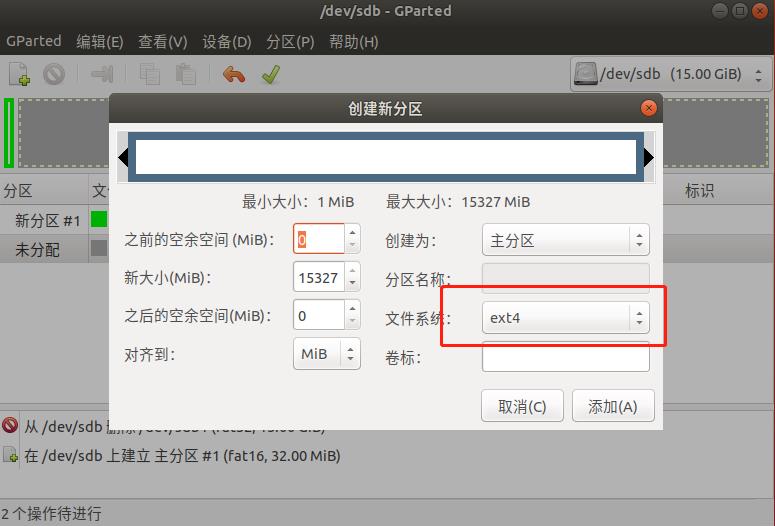 /dev/sdb - GParted
GParted 编辑(E) 查看(V) 设备(D) 分区(P) 帮助(H)
/dev/sdb (15.00 GiB)
创建新分区
最小大小：1 MiB 最大大小：15327 MiB
之前的空余空间 (MiB)： 0 创建为： 主分区
新大小(MiB)： 15327 分区名称：
之后的空余空间(MiB)： 0 文件系统： ext4
对齐到： MiB 卷标：
取消(C) 添加(A)
分区 标识
新分区 #1
未分配
从 /dev/sdb 删除
在 /dev/sdb 上建立 主分区 #1 (fat16, 32.00 MiB)
2 个操作待进行